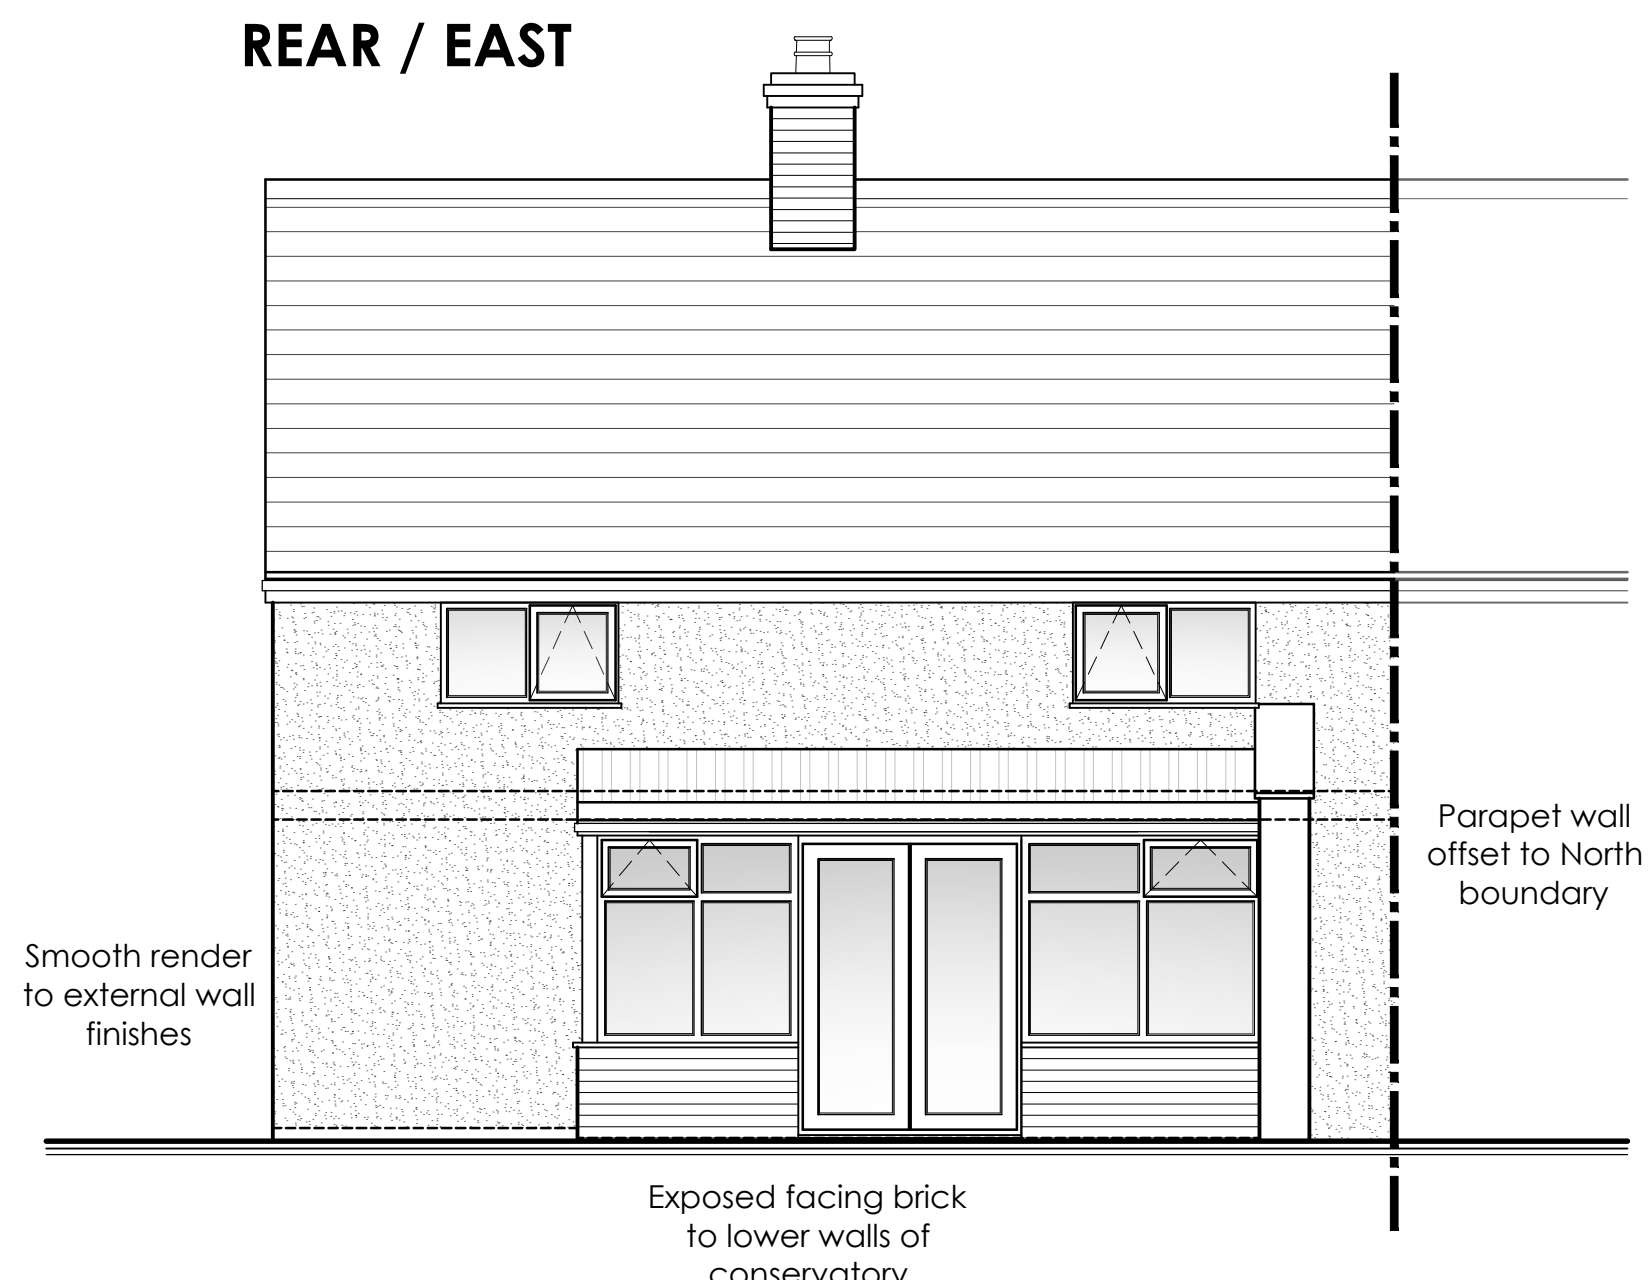 REAR / EAST
Parapet wall
offset to North
boundary
Smooth render
to external wall
finishes
Exposed facing brick
to lower walls of
conservatory